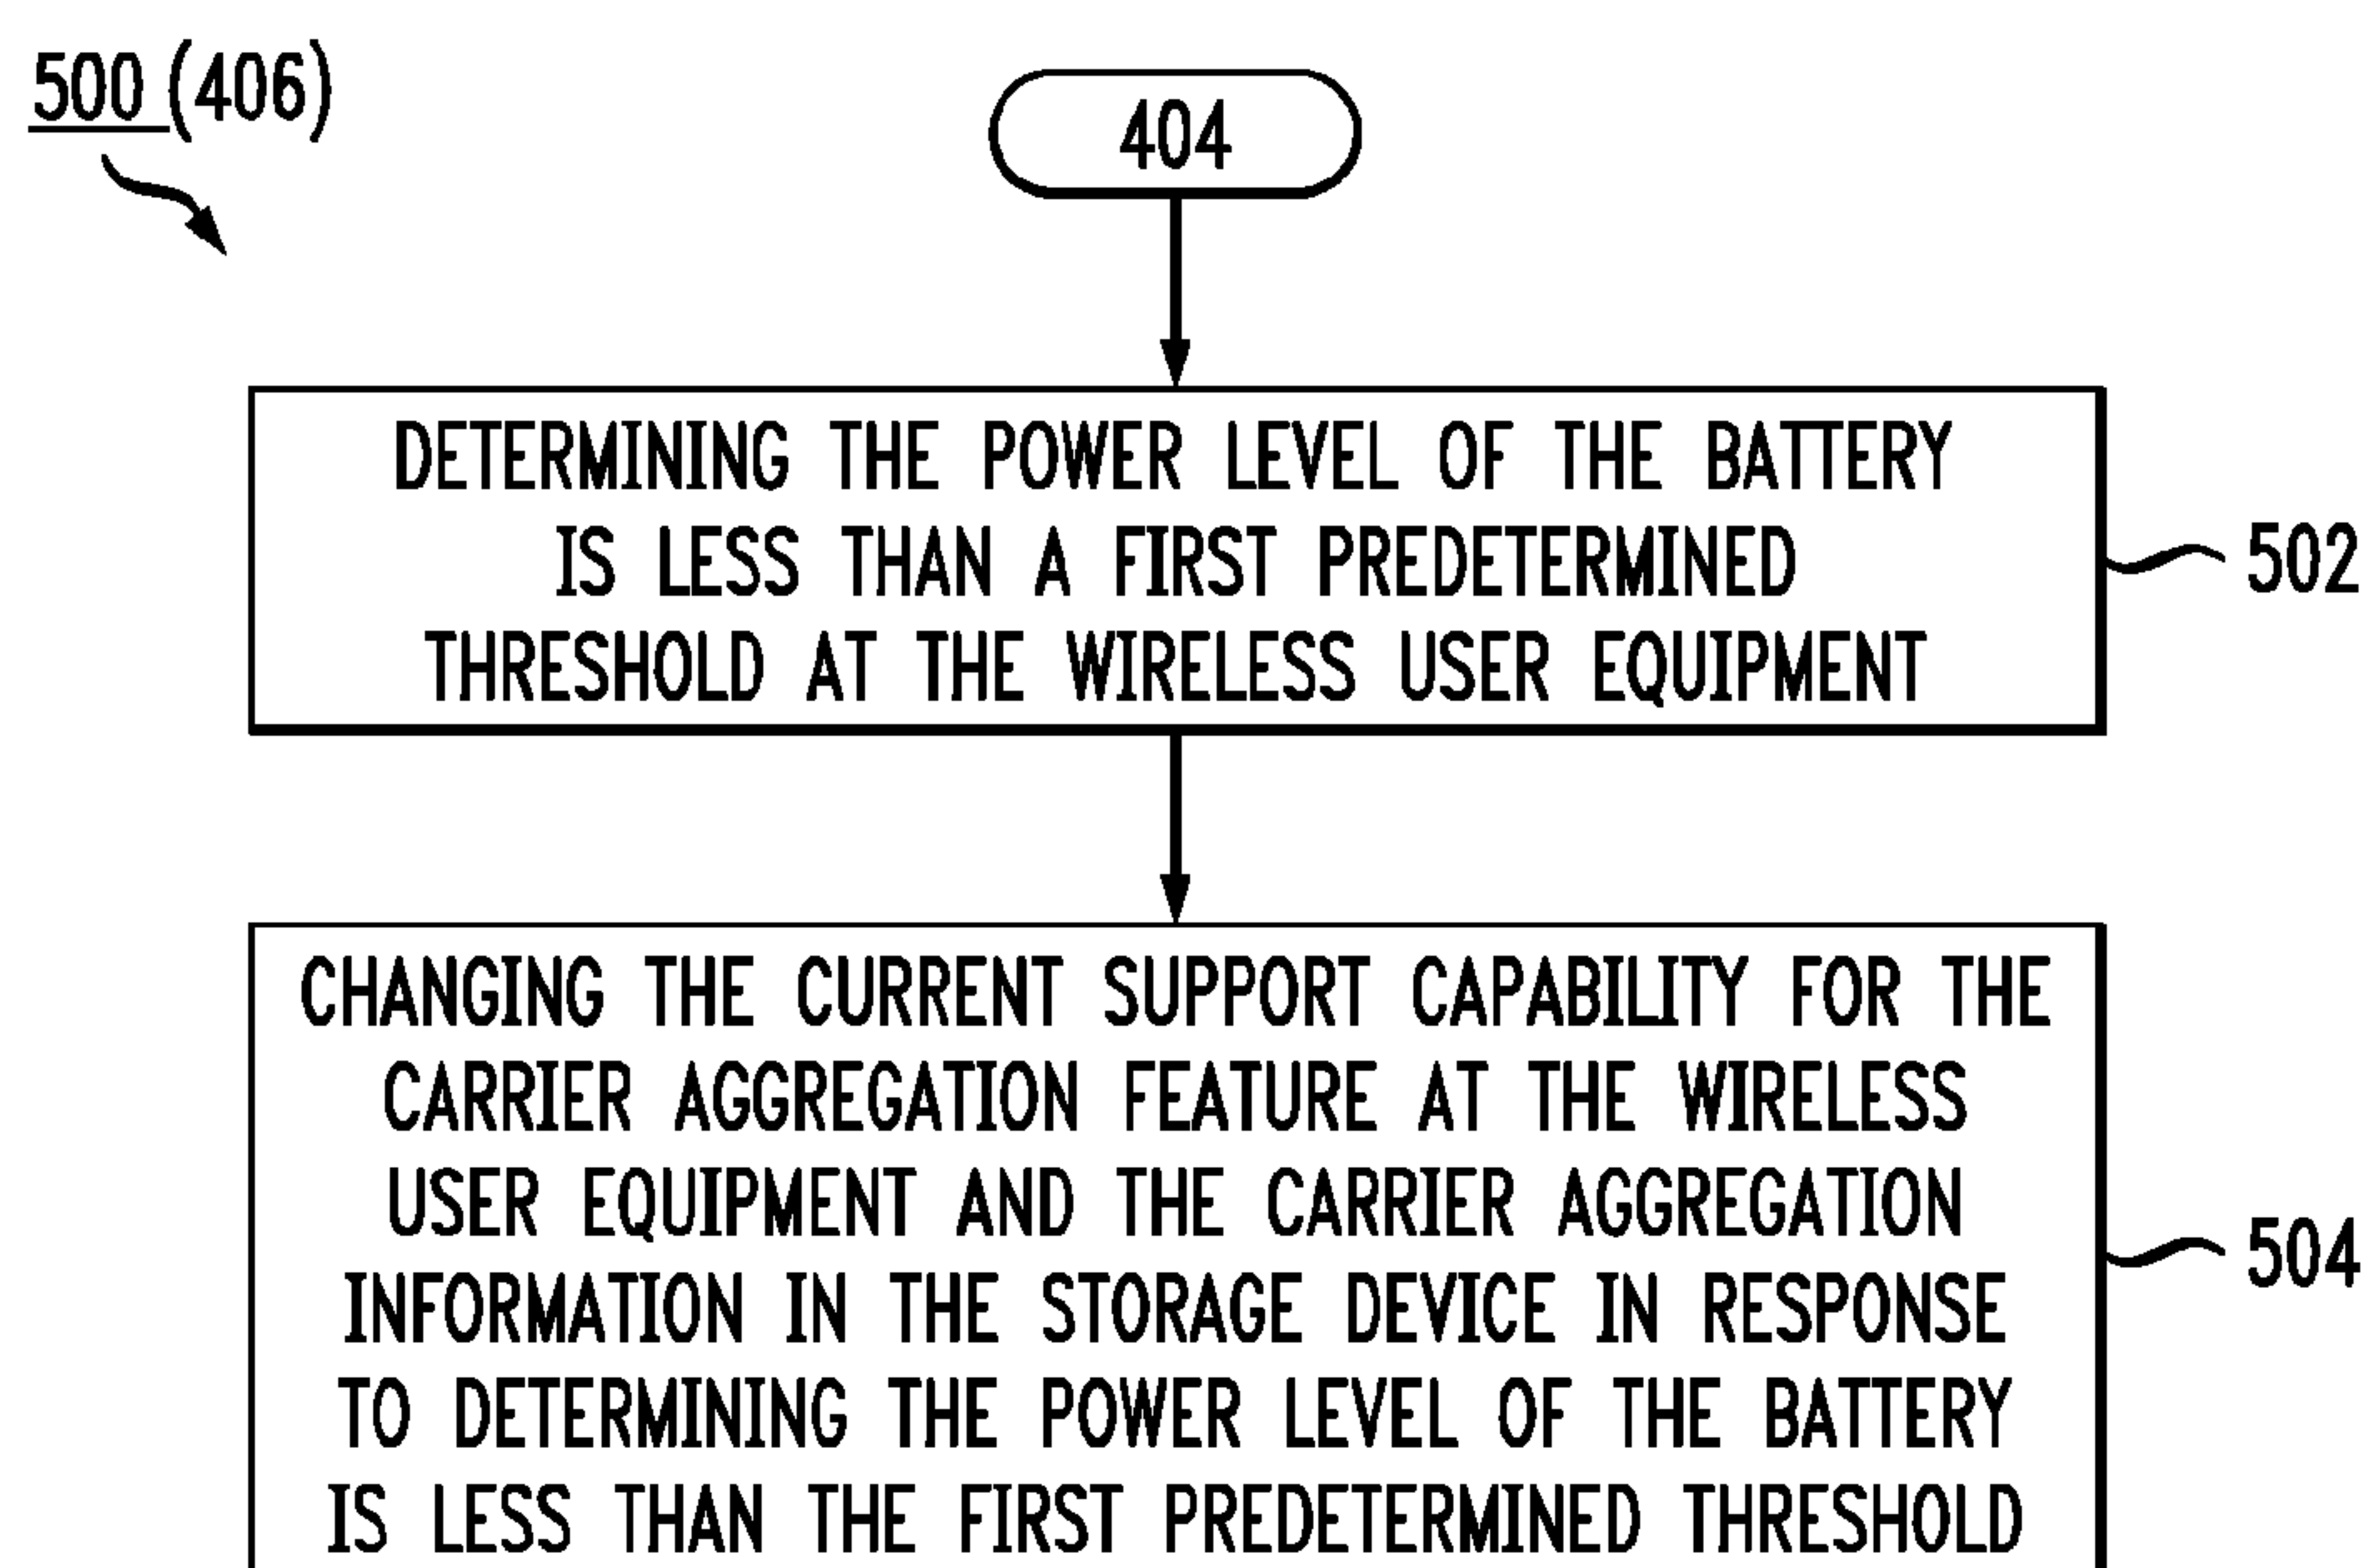 500 (406)
404
DETERMINING THE POWER LEVEL OF THE BATTERY
IS LESS THAN A FIRST PREDETERMINED
THRESHOLD AT THE WIRELESS USER EQUIPMENT
502
CHANGING THE CURRENT SUPPORT CAPABILITY FOR THE
CARRIER AGGREGATION FEATURE AT THE WIRELESS
USER EQUIPMENT AND THE CARRIER AGGREGATION
INFORMATION IN THE STORAGE DEVICE IN RESPONSE
TO DETERMINING THE POWER LEVEL OF THE BATTERY
IS LESS THAN THE FIRST PREDETERMINED THRESHOLD
504